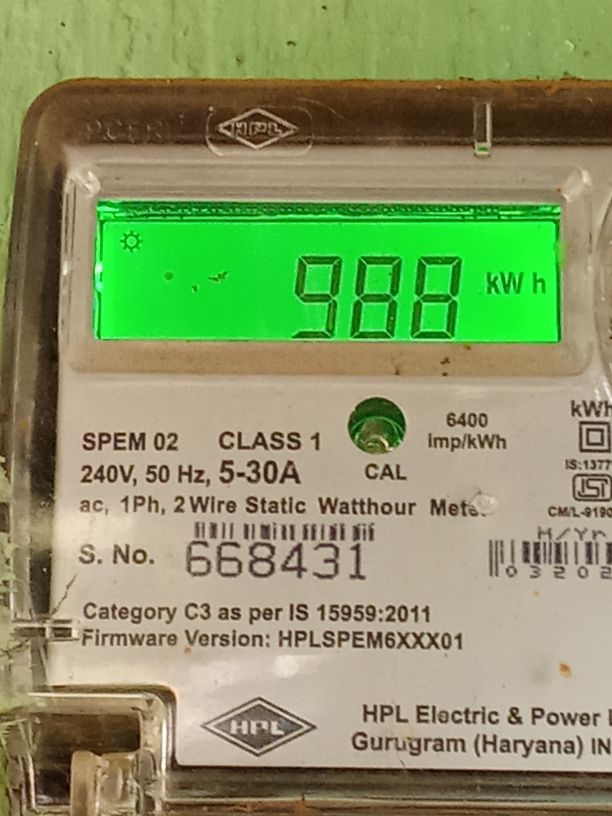 HPL
988 kWh
6400
imp/kWh
kWh
SPEM 02 CLASS 1
240V, 50 Hz, 5-30A
CAL
ac, 1Ph, 2 Wire Static Watthour
S. No. 668431
Category C3 as per IS 15959:2011
Firmware Version: HPLSPEM6XXX01
HPL
HPL Electric & Power
Gurugram (Haryana)